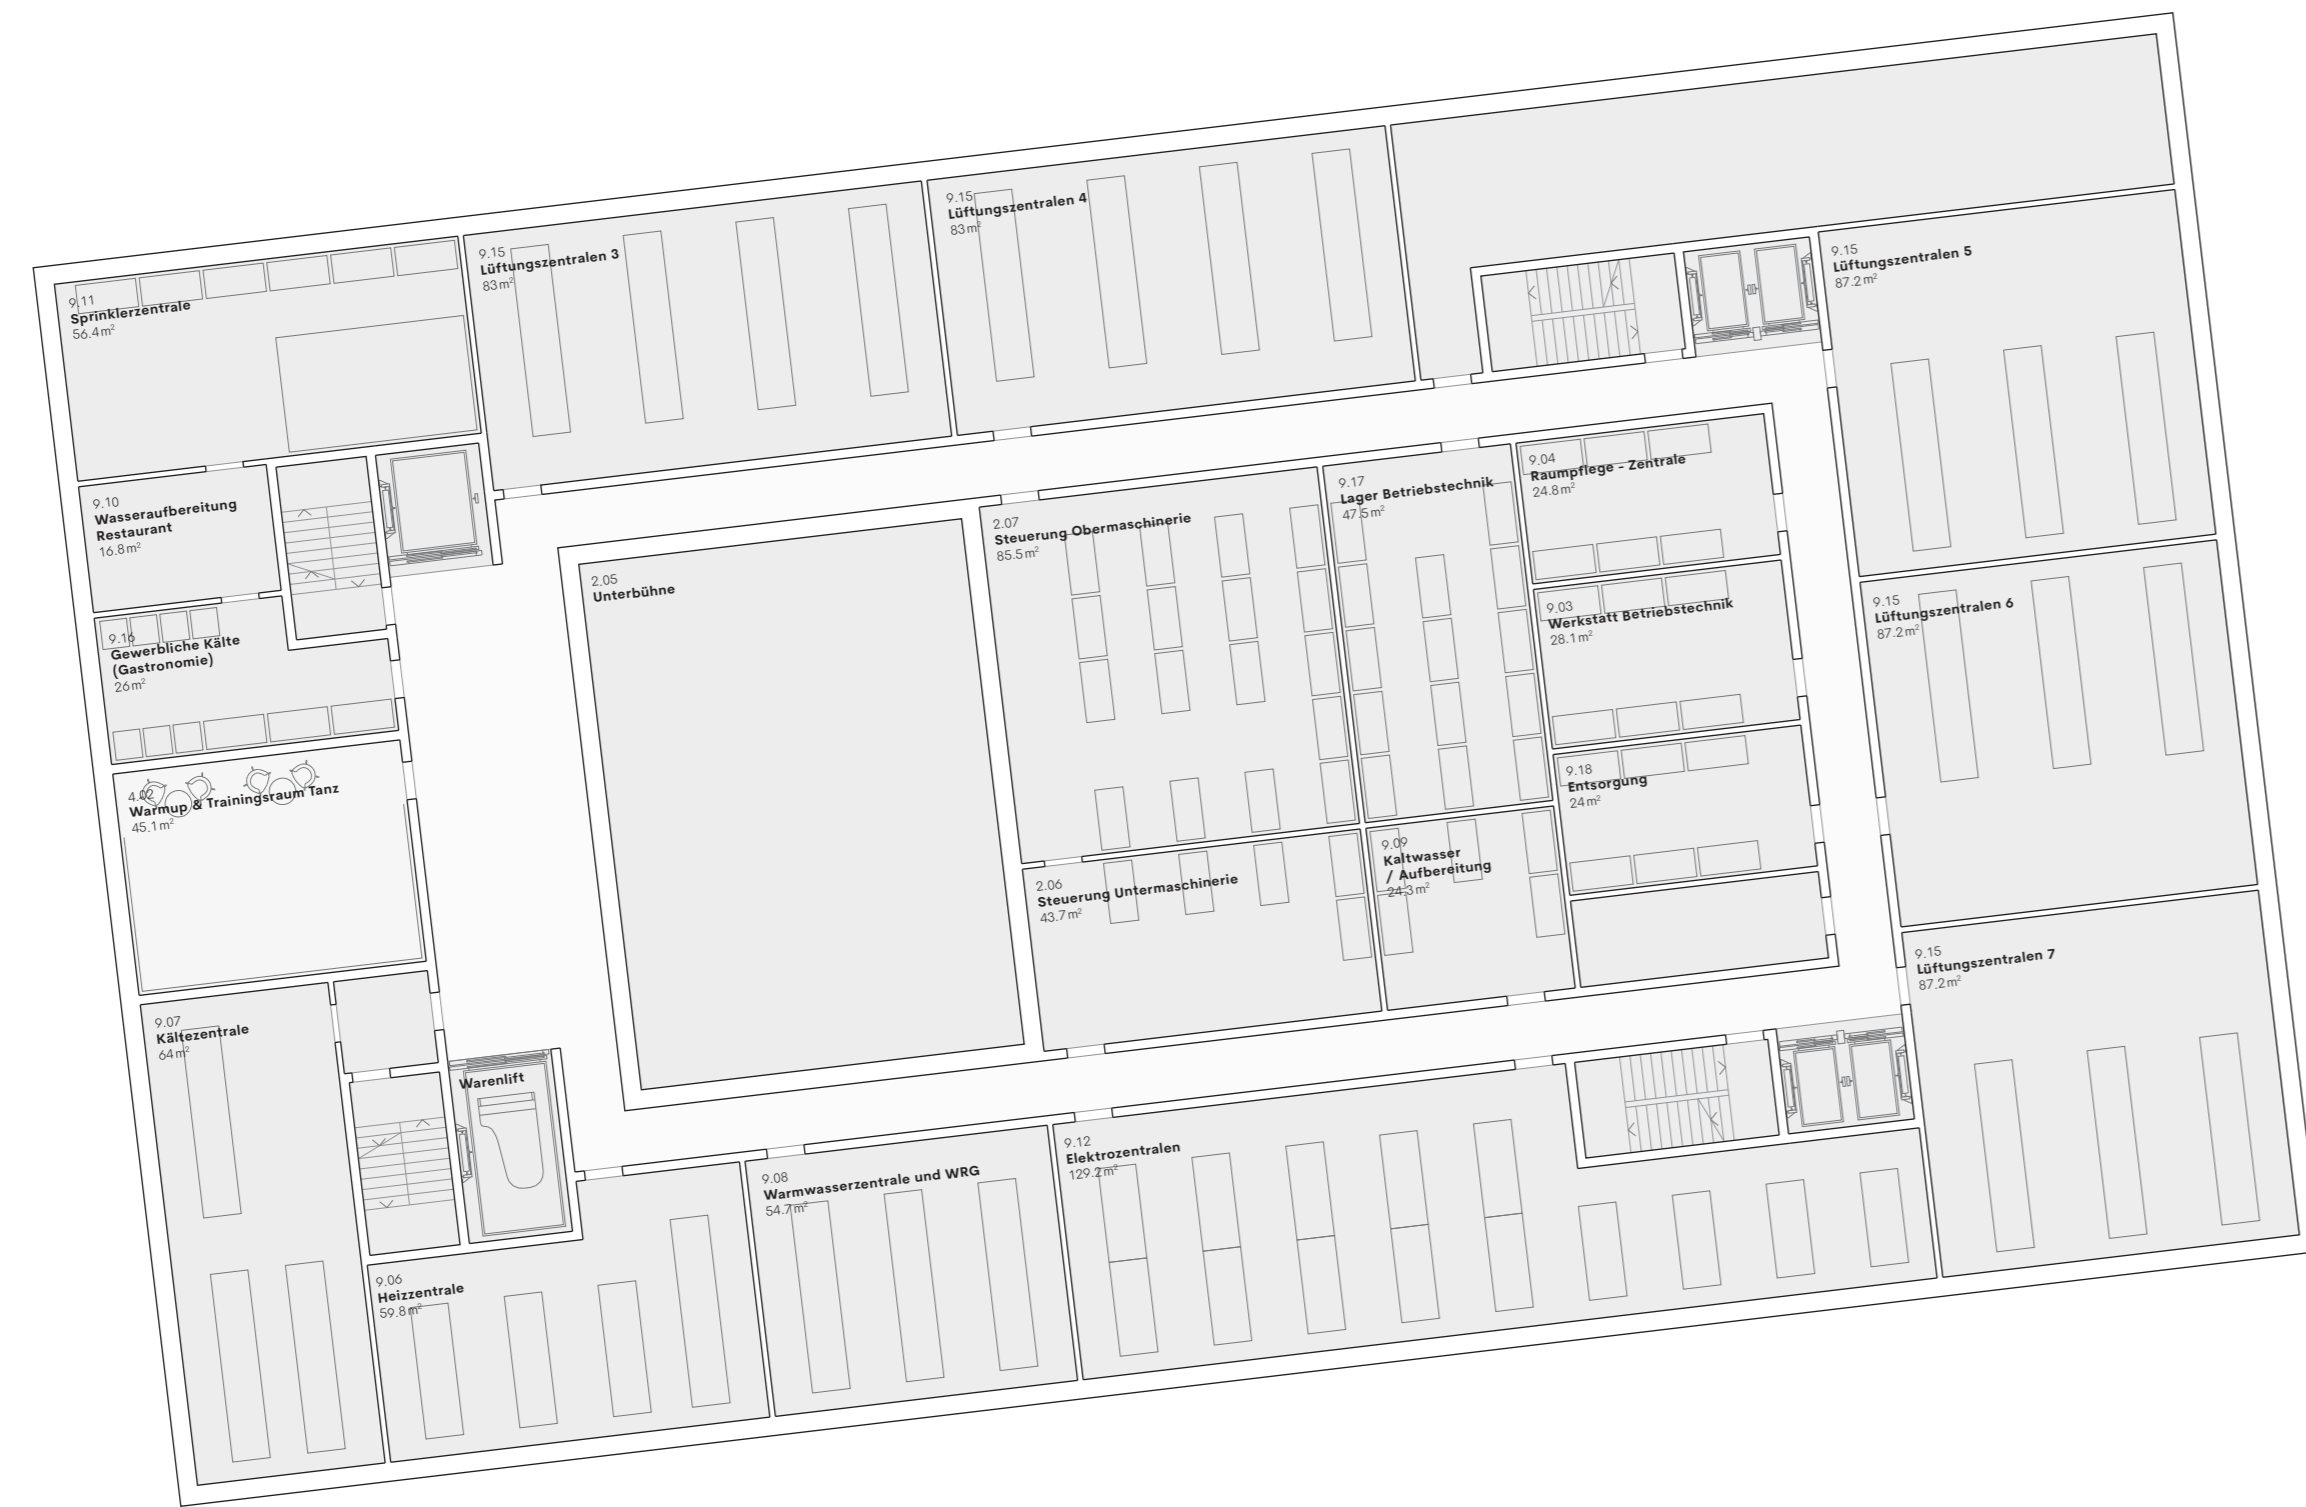 9.11
Sprinklerzentrale
56.4 m²
9.15
Lüftungszentralen 3
83 m²
9.15
Lüftungszentralen 4
83 m²
9.15
Lüftungszentralen 5
87.2 m²
9.10
Wasseraufbereitung
Restaurant
16.8 m²
9.16
Gewerbliche Kälte
(Gastronomie)
26 m²
2.05
Unterbühne
2.07
Steuerung Obermaschinerie
85.5 m²
9.17
Lager Betriebstechnik
47.5 m²
9.04
Raumpflege - Zentrale
24.8 m²
9.03
Werkstatt Betriebstechnik
28.1 m²
9.15
Lüftungszentralen 6
87.2 m²
4.02
Warmup & Trainingsraum Tanz
45.1 m²
9.18
Entsorgung
24 m²
2.06
Steuerung Untermaschinerie
43.7 m²
9.09
Kaltwasser
/ Aufbereitung
24.3 m²
9.15
Lüftungszentralen 7
87.2 m²
9.07
Kältezentrale
64 m²
Warenlift
9.06
Heizzentrale
59.8 m²
9.08
Warmwasserzentrale und WRG
54.7 m²
9.12
Elektrozentralen
129.2 m²